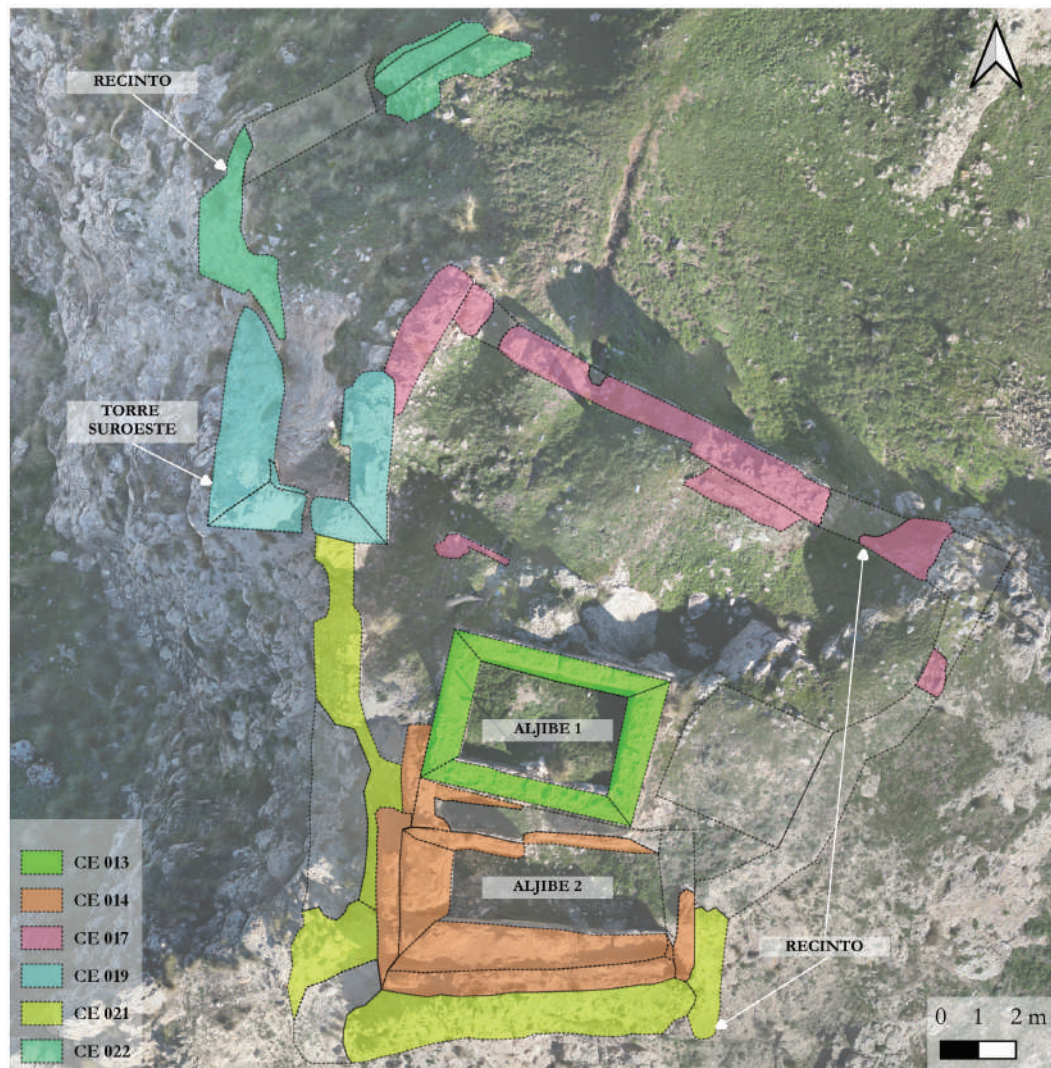 RECINTO
TORRE
SUROESTE
ALJIBE 1
ALJIBE 2
RECINTO
CE 013
CE 014
CE 017
CE 019
CE 021
CE 022
0 1 2 m